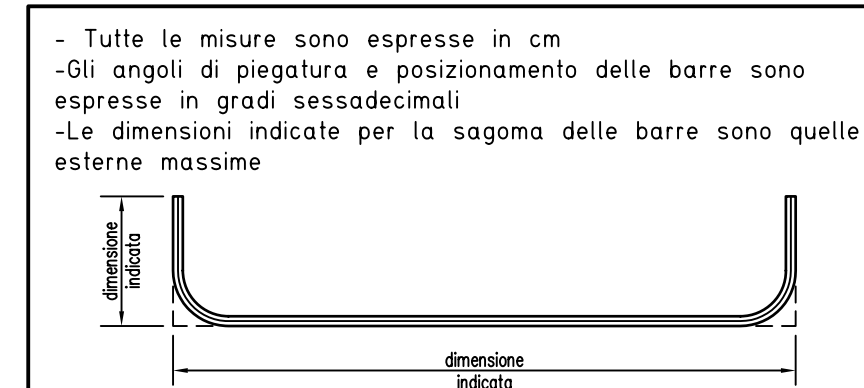 - Tutte le misure sono espresse in cm
-Gli angoli di piegatura e posizionamento delle barre sono
espresse in gradi sessadecimali
-Le dimensioni indicate per la sagoma delle barre sono quelle
esterne massime
dimensione
indicata
dimensione
indicata